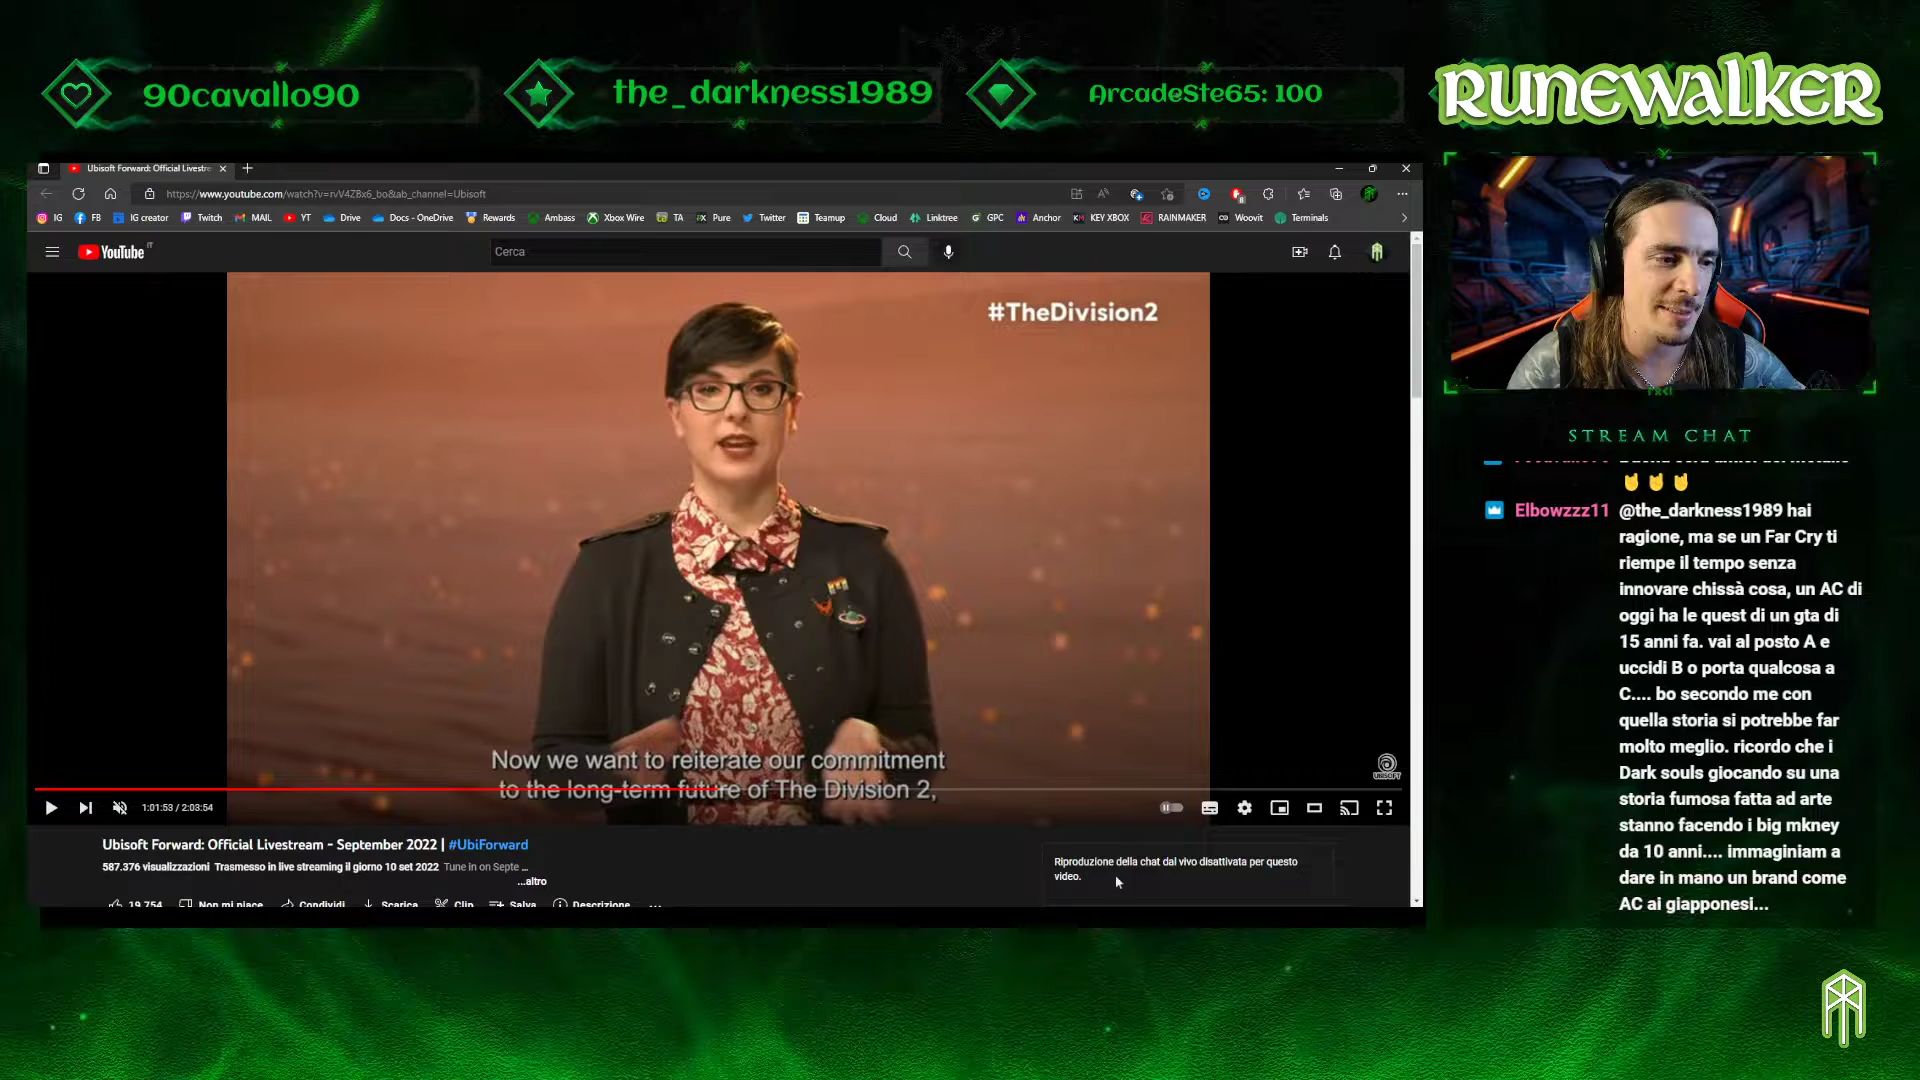 90cavallo90
the_darkness1989
ArcadeSte65: 100
RUNEWALKER
Ubisoft Forward: Official Livestre
https://www.youtube.com/watch?v=rvV4ZBx6_bo&ab_channel=Ubisoft
IG FB IG creator Twitch MAIL YT Drive Docs - OneDrive Rewards Ambass Xbox Wire TA Pure Twitter Teamup Cloud Linktree GPC Anchor KEY XBOX RAINMAKER Woovit Terminals
YouTube IT
Cerca
#TheDivision2
Now we want to reiterate our commitment
to the long-term future of The Division 2,
UBISOFT
1:01:53 / 2:03:54
Ubisoft Forward: Official Livestream - September 2022 | #UbiForward
587.376 visualizzazioni Trasmesso in live streaming il giorno 10 set 2022 Tune in on Septe ...
...altro
19.754 Non mi piace Condividi Scarica Clip Salva Descrizione ...
Riproduzione della chat dal vivo disattivata per questo
video.
STREAM CHAT
Elbowzzz11 @the_darkness1989 hai
ragione, ma se un Far Cry ti
riempe il tempo senza
innovare chissà cosa, un AC di
oggi ha le quest di un gta di
15 anni fa. vai al posto A e
uccidi B o porta qualcosa a
C.... bo secondo me con
quella storia si potrebbe far
molto meglio. ricordo che i
Dark souls giocando su una
storia fumosa fatta ad arte
stanno facendo i big mkney
da 10 anni.... immaginiam a
dare in mano un brand come
AC ai giapponesi...